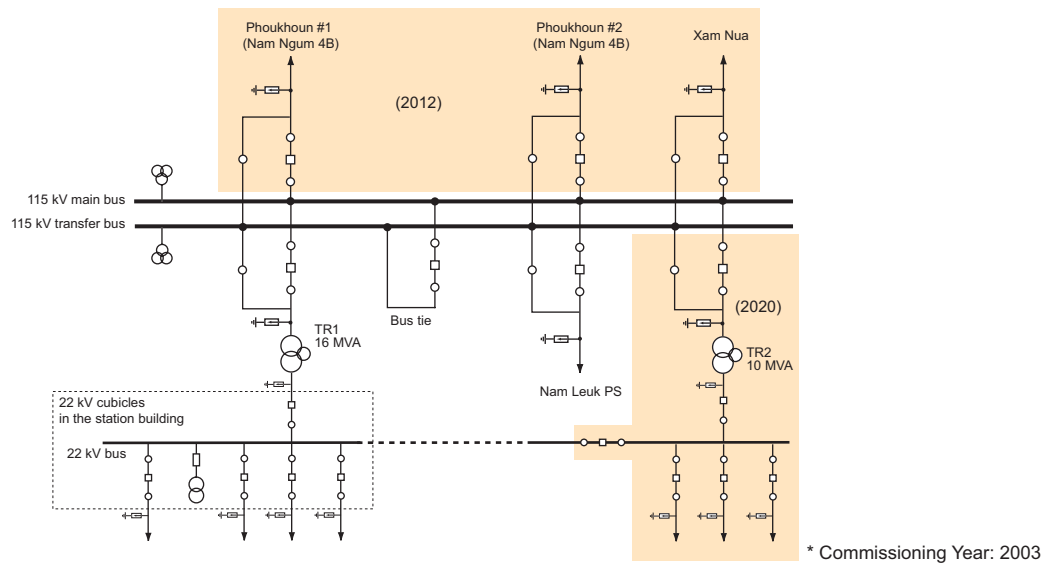 Phoukhoun #1
(Nam Ngum 4B)
Phoukhoun #2
(Nam Ngum 4B)
Xam Nua
(2012)
115 kV main bus
115 kV transfer bus
Bus tie
TR1
16 MVA
(2020)
TR2
10 MVA
Nam Leuk PS
22 kV cubicles
in the station building
22 kV bus
* Commissioning Year: 2003